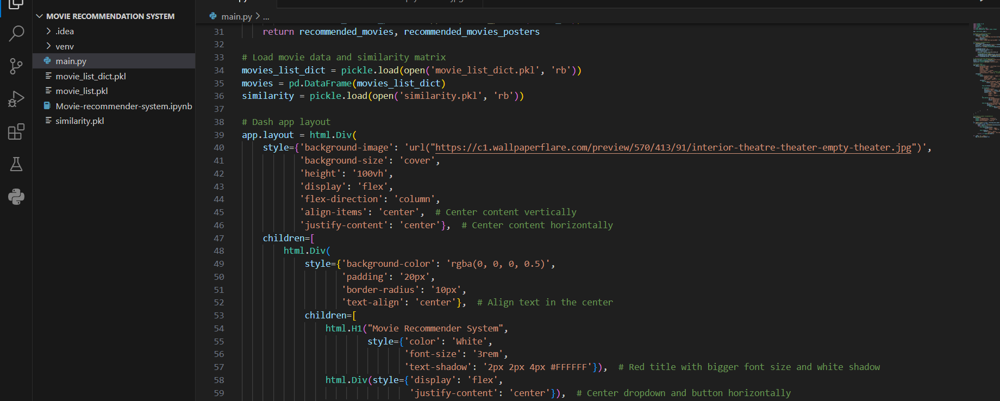 MOVIE RECOMMENDATION SYSTEM
.idea
venv
main.py
movie_list_dict.pkl
movie_list.pkl
Movie-recommender-system.ipynb
similarity.pkl
main.py > ...
31 return recommended_movies, recommended_movies_posters
32
33 # Load movie data and similarity matrix
34 movies_list_dict = pickle.load(open('movie_list_dict.pkl', 'rb'))
35 movies = pd.DataFrame(movies_list_dict)
36 similarity = pickle.load(open('similarity.pkl', 'rb'))
37
38 # Dash app layout
39 app.layout = html.Div(
40 style={'background-image': 'url("https://c1.wallpaperflare.com/preview/570/413/91/interior-theatre-theater-empty-theater.jpg")',
41 'background-size': 'cover',
42 'height': '100vh',
43 'display': 'flex',
44 'flex-direction': 'column',
45 'align-items': 'center', # Center content vertically
46 'justify-content': 'center'}, # Center content horizontally
47 children=[
48 html.Div(
49 style={'background-color': 'rgba(0, 0, 0, 0.5)',
50 'padding': '20px',
51 'border-radius': '10px',
52 'text-align': 'center'}, # Align text in the center
53 children=[
54 html.H1("Movie Recommender System",
55 style={'color': 'White',
56 'font-size': '3rem',
57 'text-shadow': '2px 2px 4px #FFFFFF'}), # Red title with bigger font size and white shadow
58 html.Div(style={'display': 'flex',
59 'justify-content': 'center'}), # Center dropdown and button horizontally